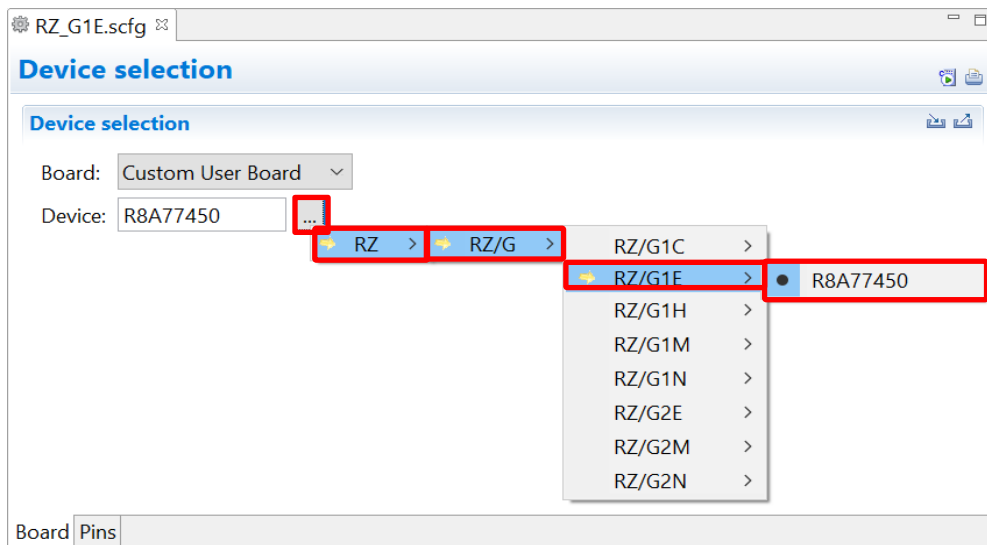 RZ_G1E.scfg
Device selection
Device selection
Board: Custom User Board
Device: R8A77450 ...
RZ > RZ/G > RZ/G1C >
RZ/G1E > R8A77450
RZ/G1H >
RZ/G1M >
RZ/G1N >
RZ/G2E >
RZ/G2M >
RZ/G2N >
Board Pins